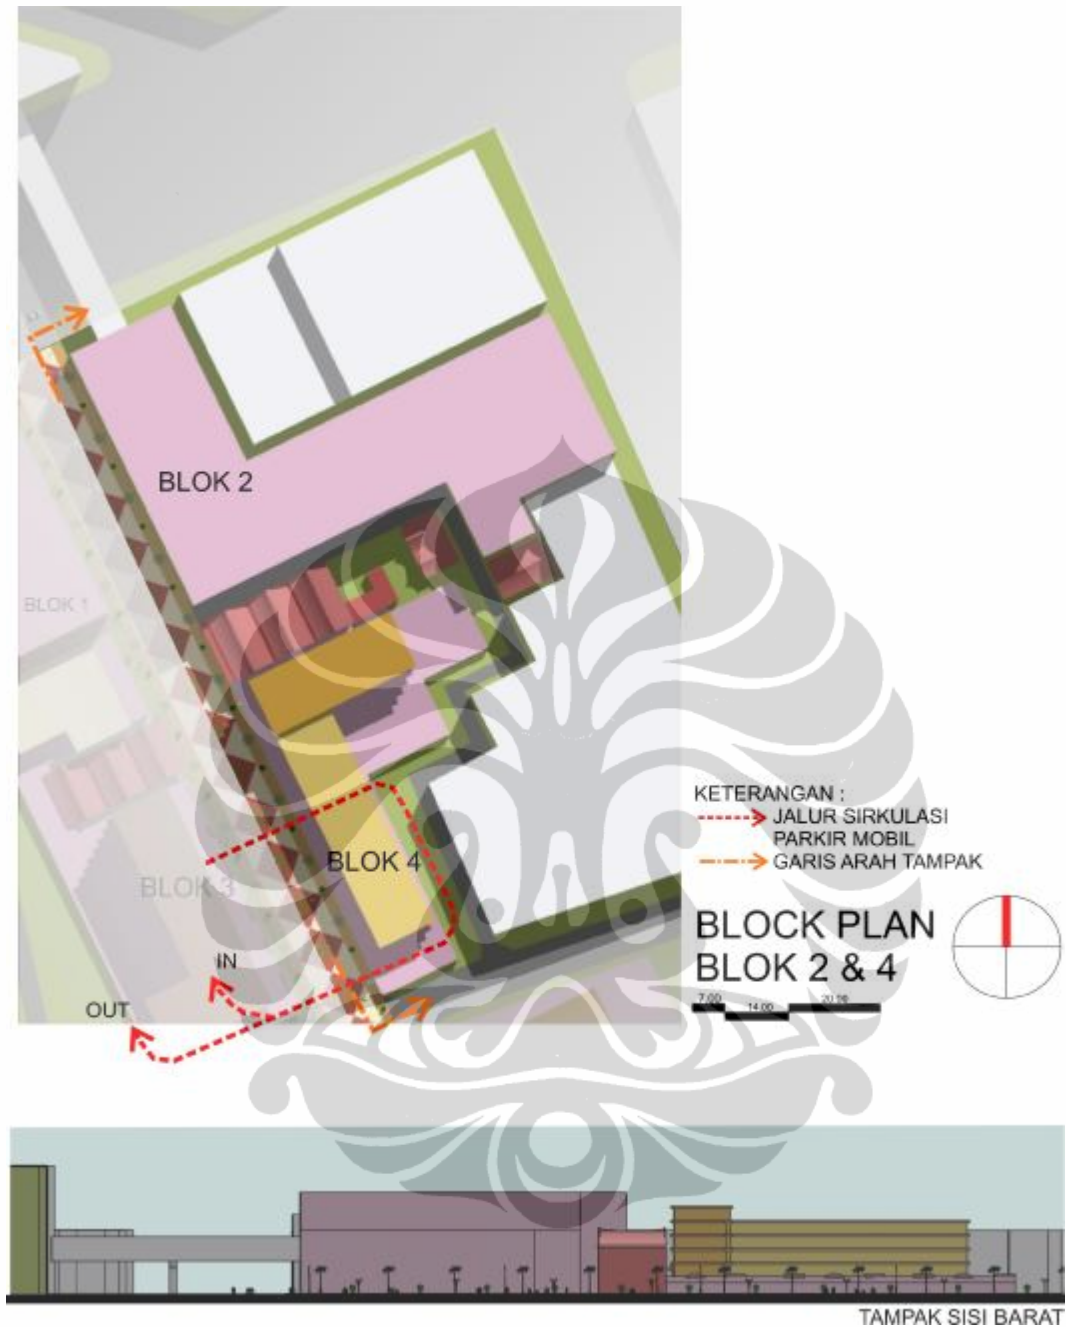 BLOK 2
BLOK 1
BLOK 4
BLOK 3
IN
OUT
KETERANGAN :
JALUR SIRKULASI
PARKIR MOBIL
GARIS ARAH TAMPAK
BLOCK PLAN
BLOK 2 & 4
7.00
14.00
TAMPAK SISI BARAT